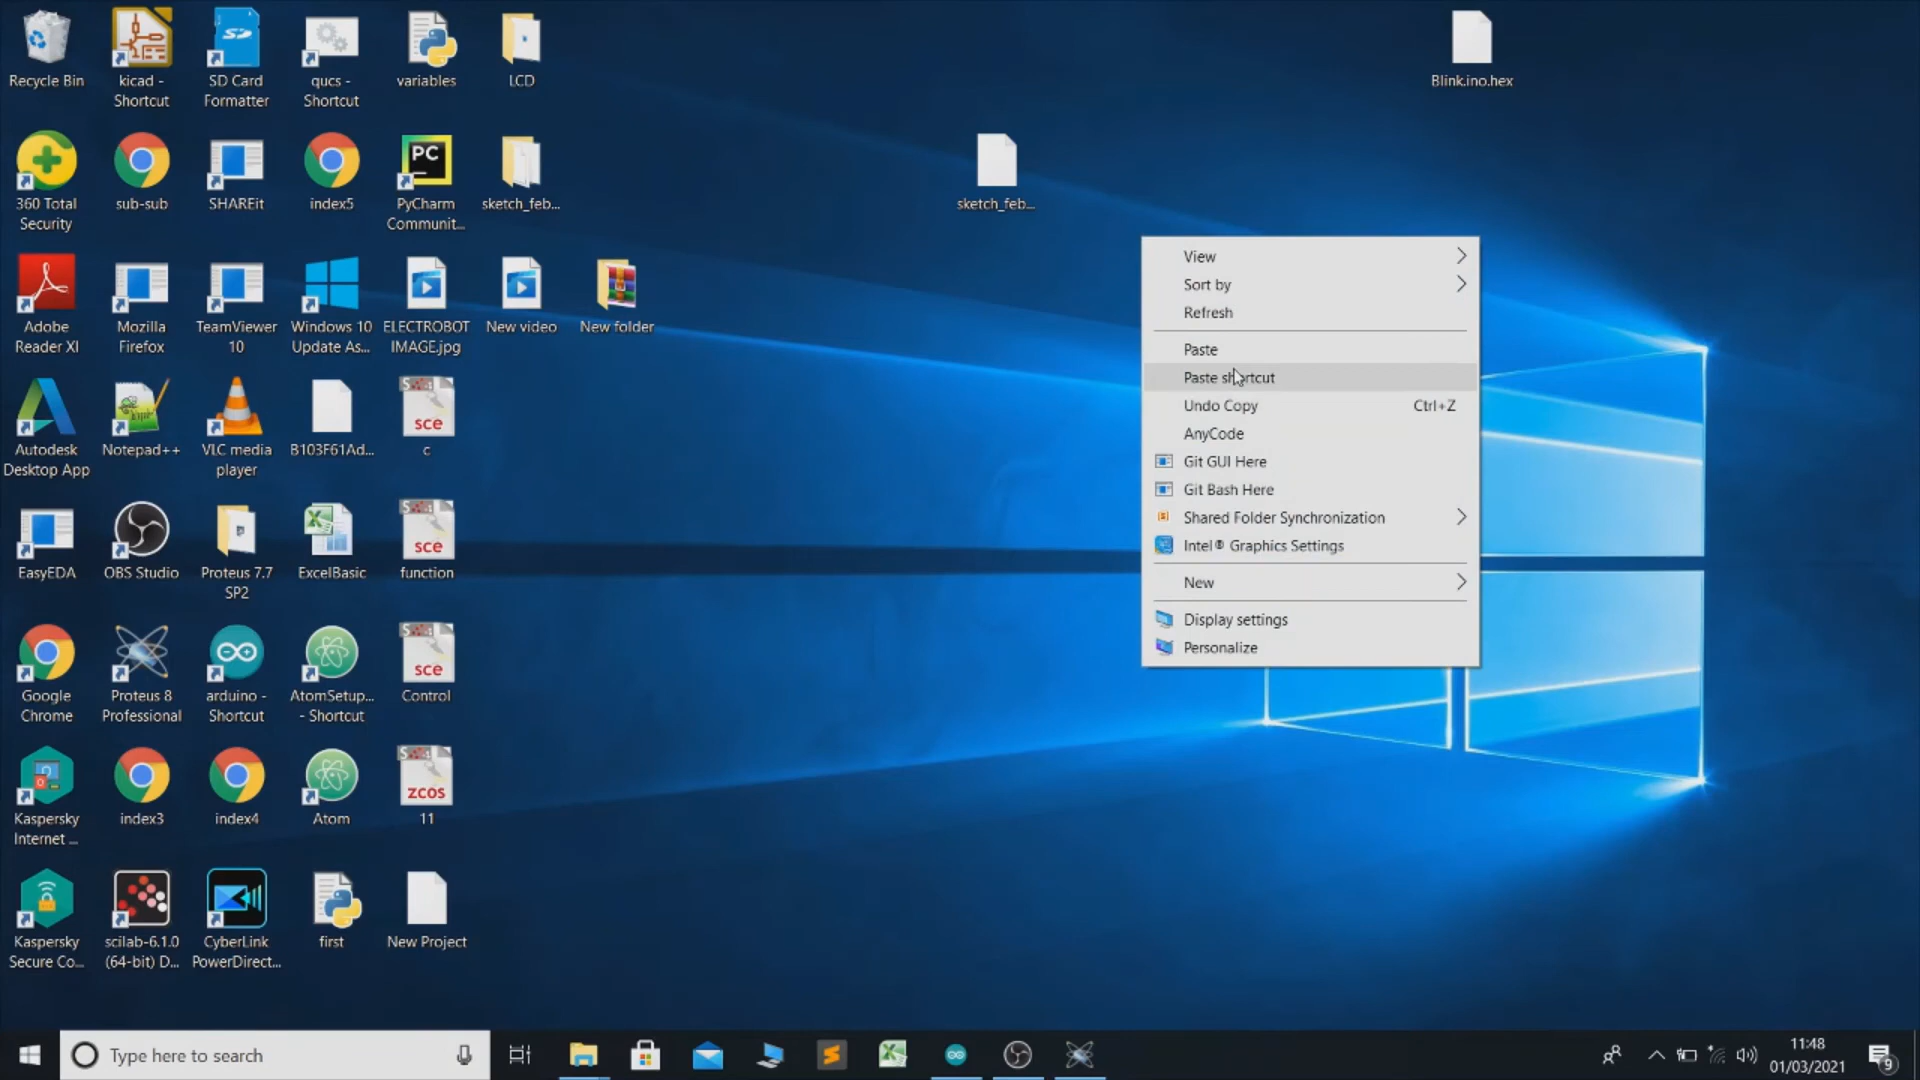 Recycle Bin
kicad -
Shortcut
SD Card
Formatter
qucs -
Shortcut
variables
LCD
Blink.ino.hex
360 Total
Security
sub-sub
SHAREit
index5
PC
PyCharm
Communit...
sketch_feb...
sketch_feb...
Adobe
Reader XI
Mozilla
Firefox
TeamViewer
10
Windows 10
Update As...
ELECTROBOT
IMAGE.jpg
New video
New folder
View
Sort by
Refresh
Paste
Paste shortcut
Undo Copy Ctrl+Z
AnyCode
Git GUI Here
Git Bash Here
Shared Folder Synchronization
Intel® Graphics Settings
New
Display settings
Personalize
Autodesk
Desktop App
Notepad++
VLC media
player
B103F61Ad...
sce
c
EasyEDA
OBS Studio
Proteus 7.7
SP2
ExcelBasic
sce
function
Google
Chrome
Proteus 8
Professional
arduino -
Shortcut
AtomSetup...
- Shortcut
sce
Control
Kaspersky
Internet ...
index3
index4
Atom
zcos
11
Kaspersky
Secure Co...
scilab-6.1.0
(64-bit) D...
CyberLink
PowerDirect...
first
New Project
Type here to search
11:48
01/03/2021
9